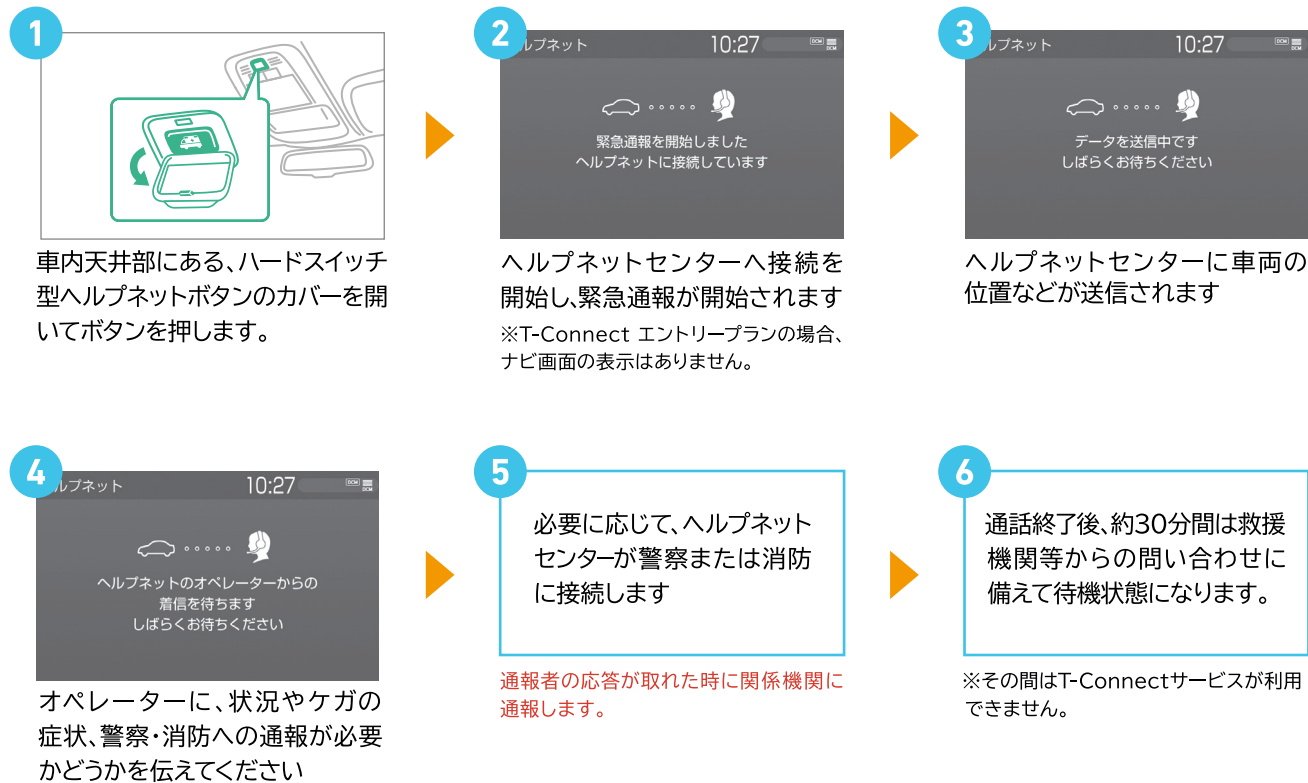 1
車内天井部にある、ハードスイッチ
型ヘルプネットボタンのカバーを開
いてボタンを押します。
2
ルプネット 10:27 DCM DCM
緊急通報を開始しました
ヘルプネットに接続しています
ヘルプネットセンターへ接続を
開始し、緊急通報が開始されます
※T-Connect エントリープランの場合、
ナビ画面の表示はありません。
3
ルプネット 10:27 DCM DCM
データを送信中です
しばらくお待ちください
ヘルプネットセンターに車両の
位置などが送信されます
4
ルプネット 10:27 DCM DCM
ヘルプネットのオペレーターからの
着信を待ちます
しばらくお待ちください
オペレーターに、状況やケガの
症状、警察・消防への通報が必要
かどうかを伝えてください
5
必要に応じて、ヘルプネット
センターが警察または消防
に接続します
通報者の応答が取れた時に関係機関に
通報します。
6
通話終了後、約30分間は救援
機関等からの問い合わせに
備えて待機状態になります。
※その間はT-Connectサービスが利用
できません。